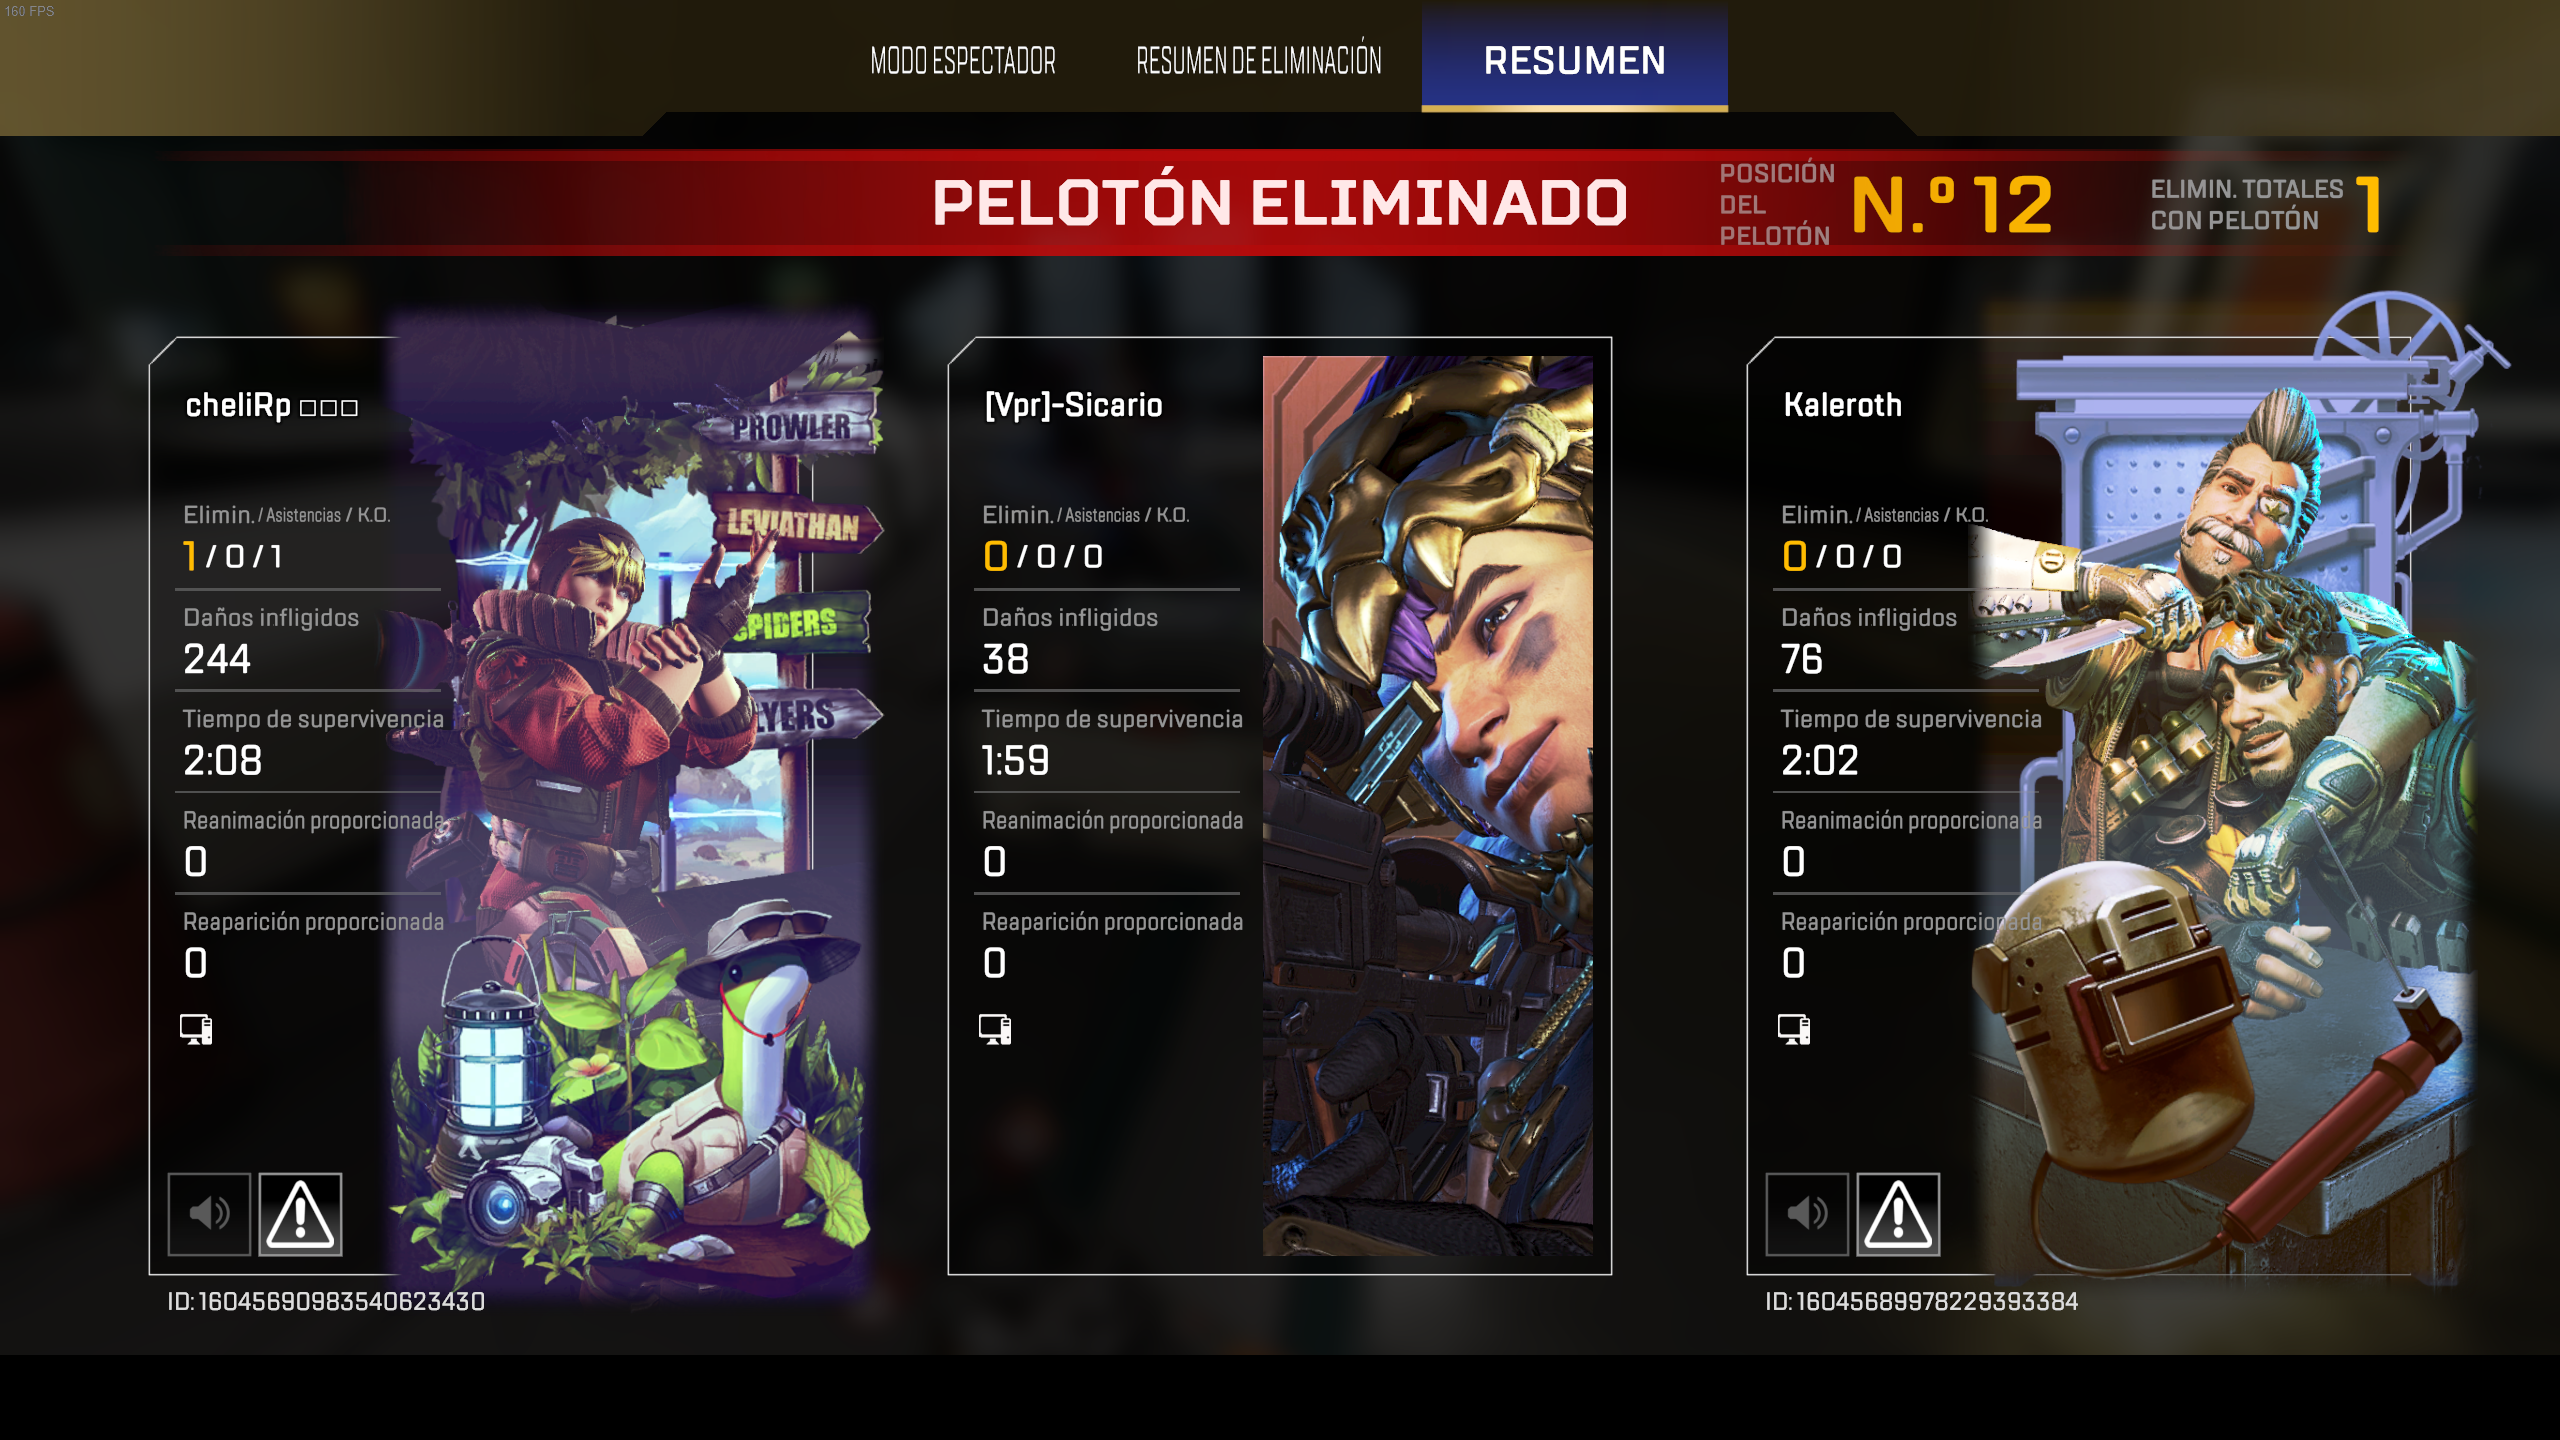 160 FPS
MODO ESPECTADOR
RESUMEN DE ELIMINACIÓN
RESUMEN
PELOTÓN ELIMINADO
POSICIÓN
DEL
PELOTÓN
N.º 12
ELIMIN. TOTALES
CON PELOTÓN
1
cheliRp □□□
Elimin. / Asistencias / K.O.
1 / 0 / 1
Daños infligidos
244
Tiempo de supervivencia
2:08
Reanimación proporcionada
0
Reaparición proporcionada
0
PROWLER
LEVIATHAN
SPIDERS
LYERS
ID: 16045690983540623430
[Vpr]-Sicario
Elimin. / Asistencias / K.O.
0 / 0 / 0
Daños infligidos
38
Tiempo de supervivencia
1:59
Reanimación proporcionada
0
Reaparición proporcionada
0
Kaleroth
Elimin. / Asistencias / K.O.
0 / 0 / 0
Daños infligidos
76
Tiempo de supervivencia
2:02
Reanimación proporcionada
0
Reaparición proporcionada
0
ID: 16045689978229393384